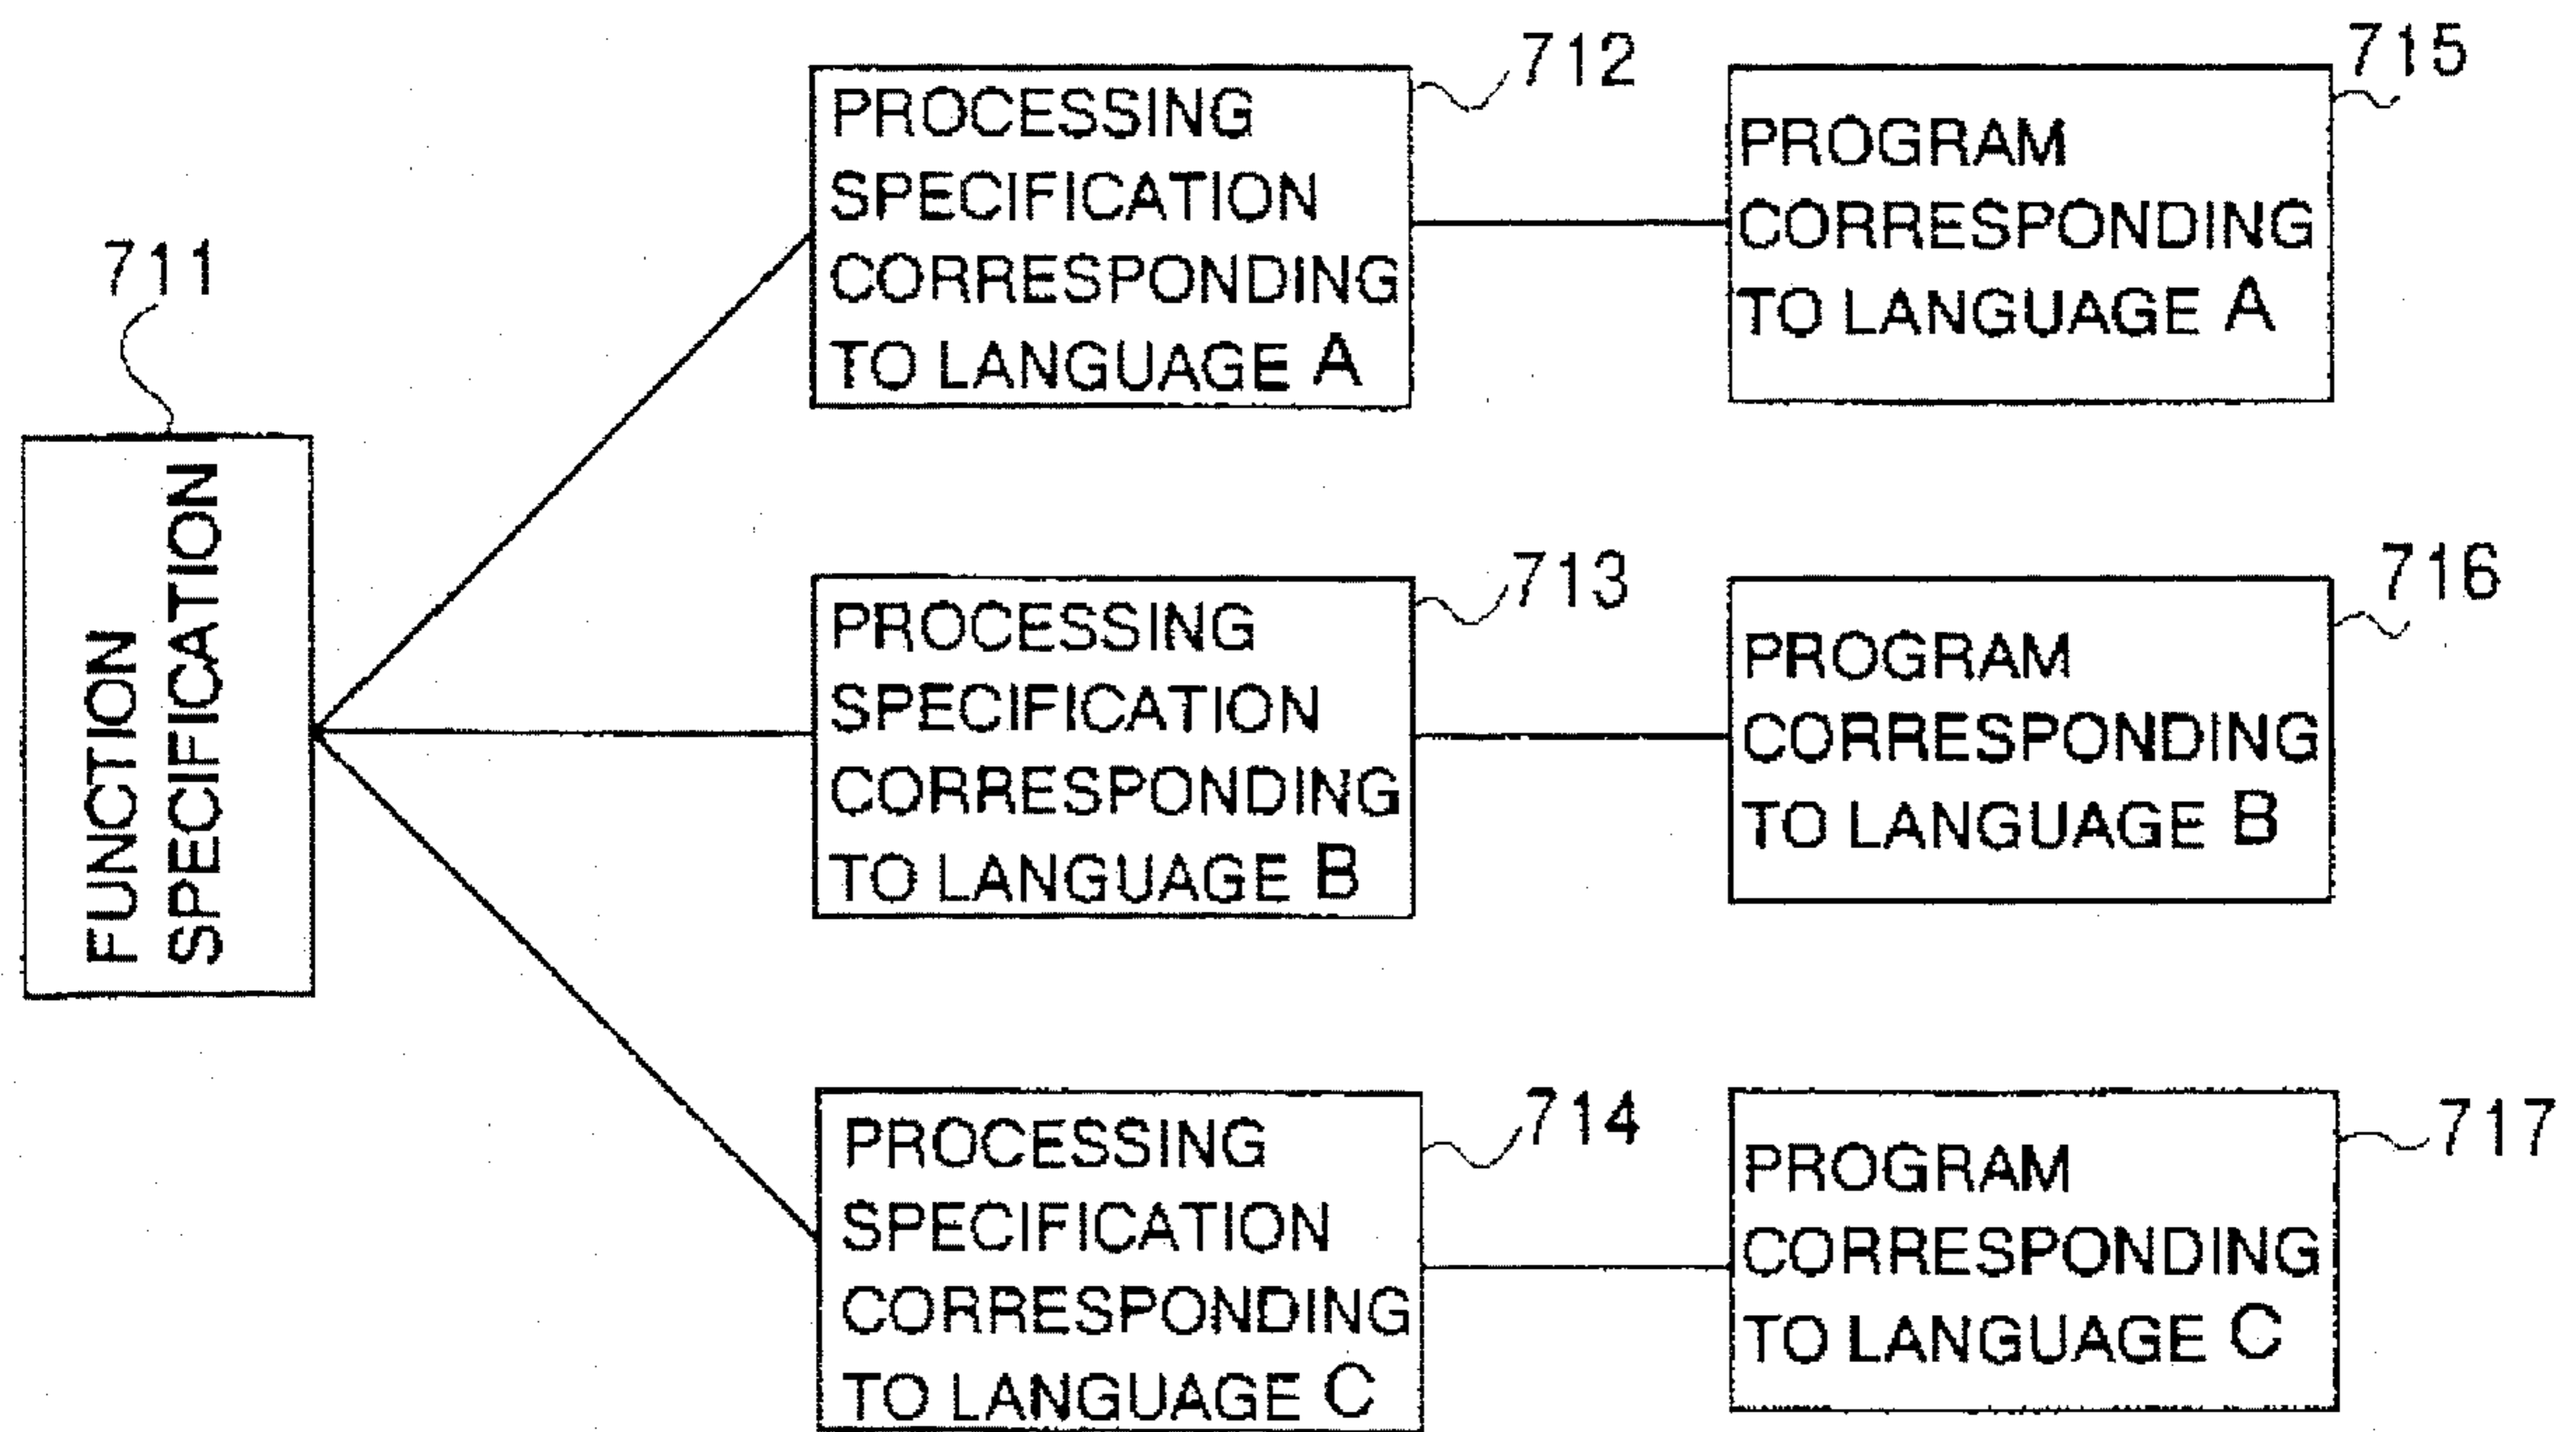 711
FUNCTION
SPECIFICATION
712
PROCESSING
SPECIFICATION
CORRESPONDING
TO LANGUAGE A
715
PROGRAM
CORRESPONDING
TO LANGUAGE A
713
PROCESSING
SPECIFICATION
CORRESPONDING
TO LANGUAGE B
716
PROGRAM
CORRESPONDING
TO LANGUAGE B
714
PROCESSING
SPECIFICATION
CORRESPONDING
TO LANGUAGE C
717
PROGRAM
CORRESPONDING
TO LANGUAGE C